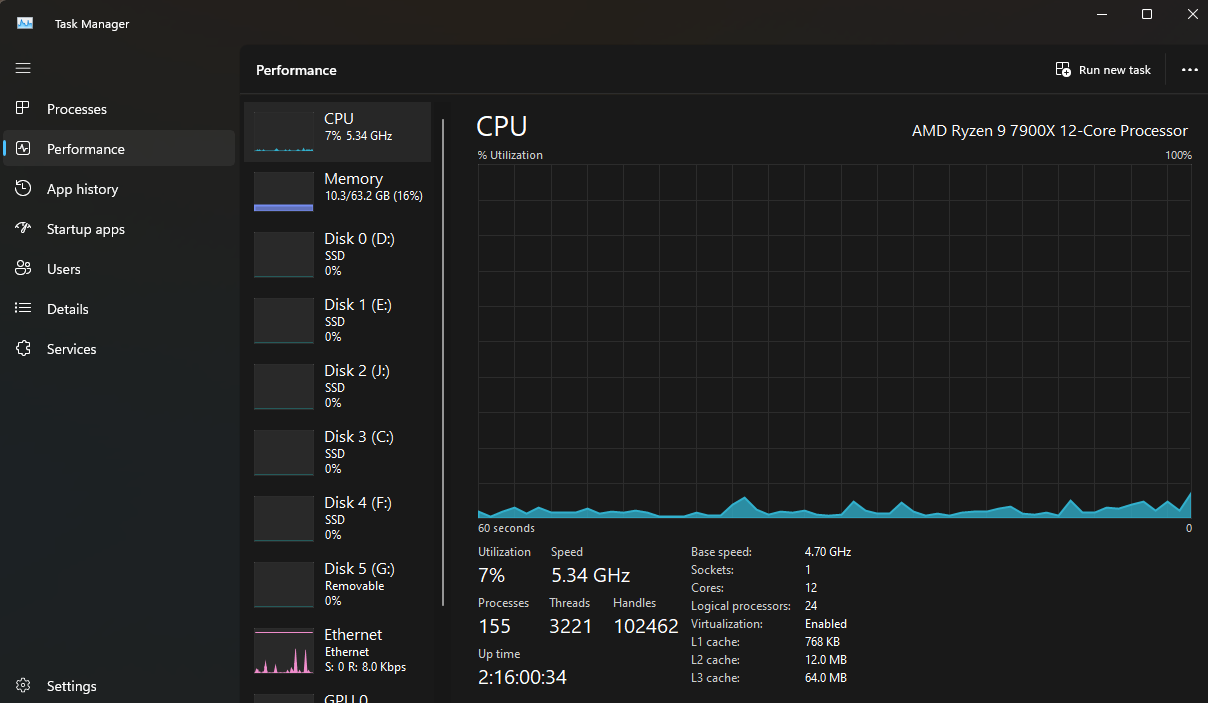 Task Manager
Performance
Run new task
Processes
Performance
App history
Startup apps
Users
Details
Services
Settings
CPU
7% 5.34 GHz
Memory
10.3/63.2 GB (16%)
Disk 0 (D:)
SSD
0%
Disk 1 (E:)
SSD
0%
Disk 2 (J:)
SSD
0%
Disk 3 (C:)
SSD
0%
Disk 4 (F:)
SSD
0%
Disk 5 (G:)
Removable
0%
Ethernet
Ethernet
S: 0 R: 8.0 Kbps
GPU 0
CPU
AMD Ryzen 9 7900X 12-Core Processor
% Utilization
100%
60 seconds
0
Utilization Speed
7% 5.34 GHz
Processes Threads Handles
155 3221 102462
Up time
2:16:00:34
Base speed: 4.70 GHz
Sockets: 1
Cores: 12
Logical processors: 24
Virtualization: Enabled
L1 cache: 768 KB
L2 cache: 12.0 MB
L3 cache: 64.0 MB